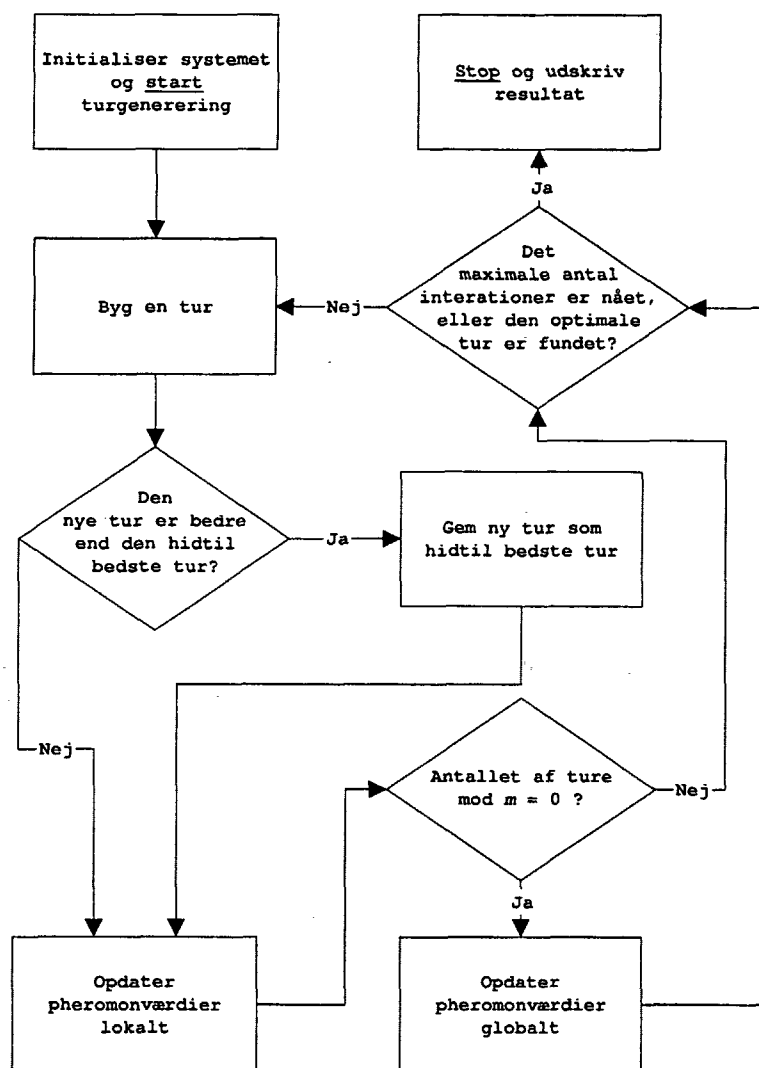 Initialiser systemet
og start
turgenerering
Stop og udskriv
resultat
Ja
Det
maximale antal
interationer er nået,
eller den optimale
tur er fundet?
Nej
Byg en tur
Den
nye tur er bedre
end den hidtil
bedste tur?
Ja
Gem ny tur som
hidtil bedste tur
Nej
Antallet af ture
mod m = 0 ?
Nej
Ja
Opdater
pheromonværdier
lokalt
Opdater
pheromonværdier
globalt